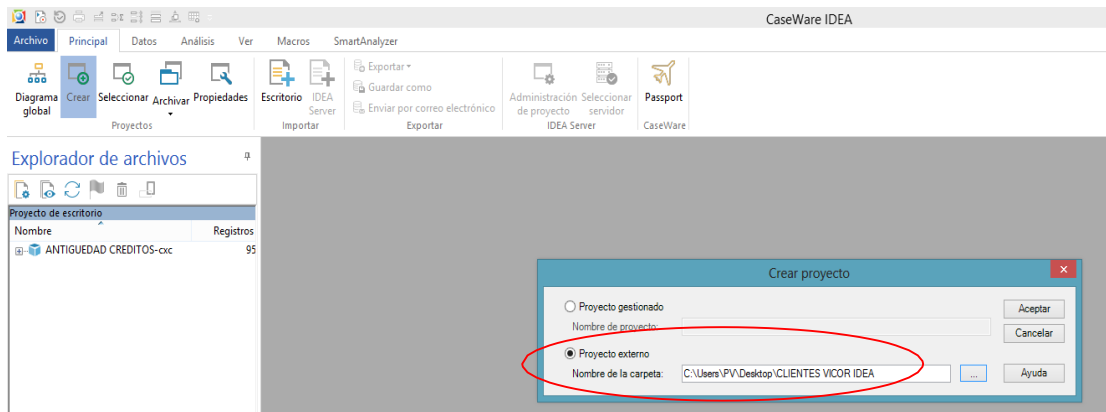 CaseWare IDEA
Archivo Principal Datos Análisis Ver Macros SmartAnalyzer
Diagrama global
Crear
Seleccionar
Archivar
Propiedades
Proyectos
Escritorio
IDEA Server
Importar
Exportar
Guardar como
Enviar por correo electrónico
Exportar
Administración de proyecto
Seleccionar servidor
IDEA Server
Passport
CaseWare
Explorador de archivos
Proyecto de escritorio
Nombre Registros
ANTIGUEDAD CREDITOS-cxc 95
Crear proyecto
x
Proyecto gestionado
Nombre de proyecto:
Aceptar
Cancelar
Proyecto externo
Nombre de la carpeta: C:\Users\PV\Desktop\CLIENTES VICOR IDEA ... Ayuda